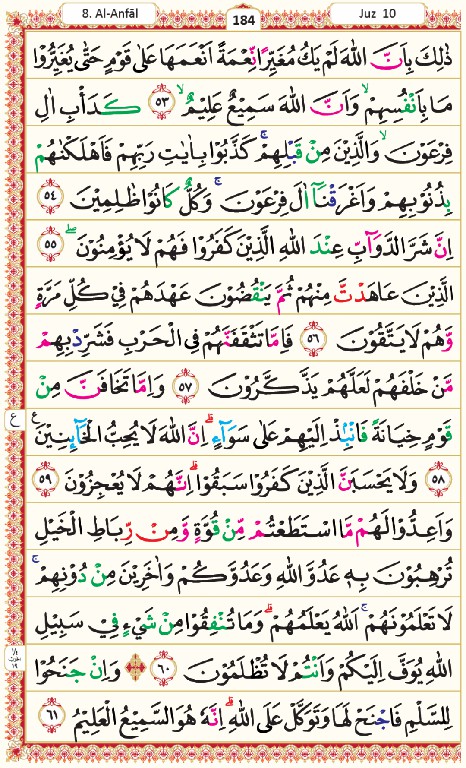 8. Al-Anfāl 184 Juz 10
ذٰلِكَ بِاَنَّ اللّٰهَ لَمْ يَكُ مُغَيِّرًا نِّعْمَةً اَنْعَمَهَا عَلٰى قَوْمٍ حَتّٰى يُغَيِّرُوْا
مَا بِاَنْفُسِهِمْ ۙ وَاَنَّ اللّٰهَ سَمِيْعٌ عَلِيْمٌ ۙ ٥٣ كَدَأْبِ اٰلِ
فِرْعَوْنَ ۙ وَالَّذِيْنَ مِنْ قَبْلِهِمْ ۚ كَذَّبُوْا بِاٰيٰتِ رَبِّهِمْ فَاَهْلَكْنٰهُمْ
بِذُنُوْبِهِمْ وَاَغْرَقْنَآ اٰلَ فِرْعَوْنَ ۚ وَكُلٌّ كَانُوْا ظٰلِمِيْنَ ٥٤
اِنَّ شَرَّ الدَّوَآبِّ عِنْدَ اللّٰهِ الَّذِيْنَ كَفَرُوْا فَهُمْ لَا يُؤْمِنُوْنَ ۖ ٥٥
الَّذِيْنَ عَاهَدْتَّ مِنْهُمْ ثُمَّ يَنْقُضُوْنَ عَهْدَهُمْ فِيْ كُلِّ مَرَّةٍ
وَّهُمْ لَا يَتَّقُوْنَ ٥٦ فَاِمَّا تَثْقَفَنَّهُمْ فِى الْحَرْبِ فَشَرِّدْ بِهِمْ
مَّنْ خَلْفَهُمْ لَعَلَّهُمْ يَذَّكَّرُوْنَ ٥٧ وَاِمَّا تَخَافَنَّ مِنْ
قَوْمٍ خِيَانَةً فَانْۢبِذْ اِلَيْهِمْ عَلٰى سَوَآءٍ ۗ اِنَّ اللّٰهَ لَا يُحِبُّ الْخَآئِنِيْنَ ع
٥٨ وَلَا يَحْسَبَنَّ الَّذِيْنَ كَفَرُوْا سَبَقُوْا ۗ اِنَّهُمْ لَا يُعْجِزُوْنَ ٥٩
وَاَعِدُّوْا لَهُمْ مَّا اسْتَطَعْتُمْ مِّنْ قُوَّةٍ وَّمِنْ رِّبَاطِ الْخَيْلِ
تُرْهِبُوْنَ بِهٖ عَدُوَّ اللّٰهِ وَعَدُوَّكُمْ وَاٰخَرِيْنَ مِنْ دُوْنِهِمْ ۚ
لَا تَعْلَمُوْنَهُمْ ۚ اَللّٰهُ يَعْلَمُهُمْ ۗ وَمَا تُنْفِقُوْا مِنْ شَيْءٍ فِيْ سَبِيْلِ
اللّٰهِ يُوَفَّ اِلَيْكُمْ وَاَنْتُمْ لَا تُظْلَمُوْنَ ٦٠ وَاِنْ جَنَحُوْا
لِلسَّلْمِ فَاجْنَحْ لَهَا وَتَوَكَّلْ عَلَى اللّٰهِ ۗ اِنَّهٗ هُوَ السَّمِيْعُ الْعَلِيْمُ ٦١